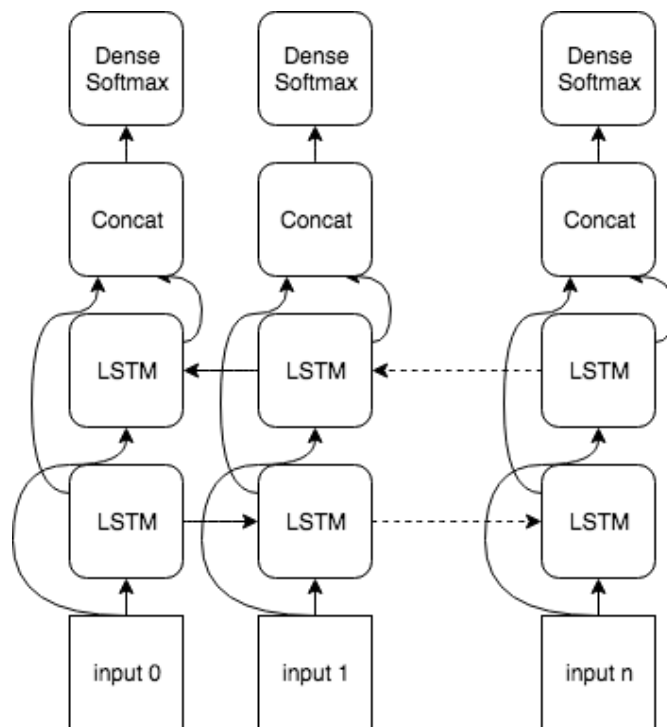 Dense
Softmax
Dense
Softmax
Dense
Softmax
Concat
Concat
Concat
LSTM
LSTM
LSTM
LSTM
LSTM
LSTM
input 0
input 1
input n